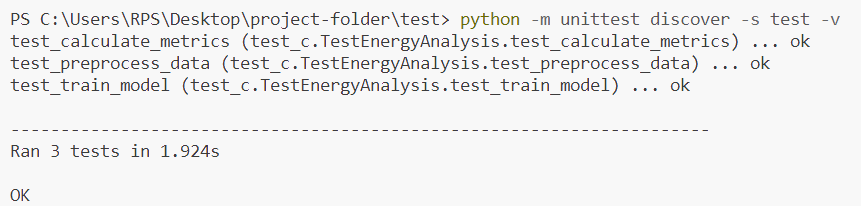 PS C:\Users\RPS\Desktop\project-folder\test> python -m unittest discover -s test -v
test_calculate_metrics (test_c.TestEnergyAnalysis.test_calculate_metrics) ... ok
test_preprocess_data (test_c.TestEnergyAnalysis.test_preprocess_data) ... ok
test_train_model (test_c.TestEnergyAnalysis.test_train_model) ... ok
----------------------------------------------------------------------
Ran 3 tests in 1.924s
OK